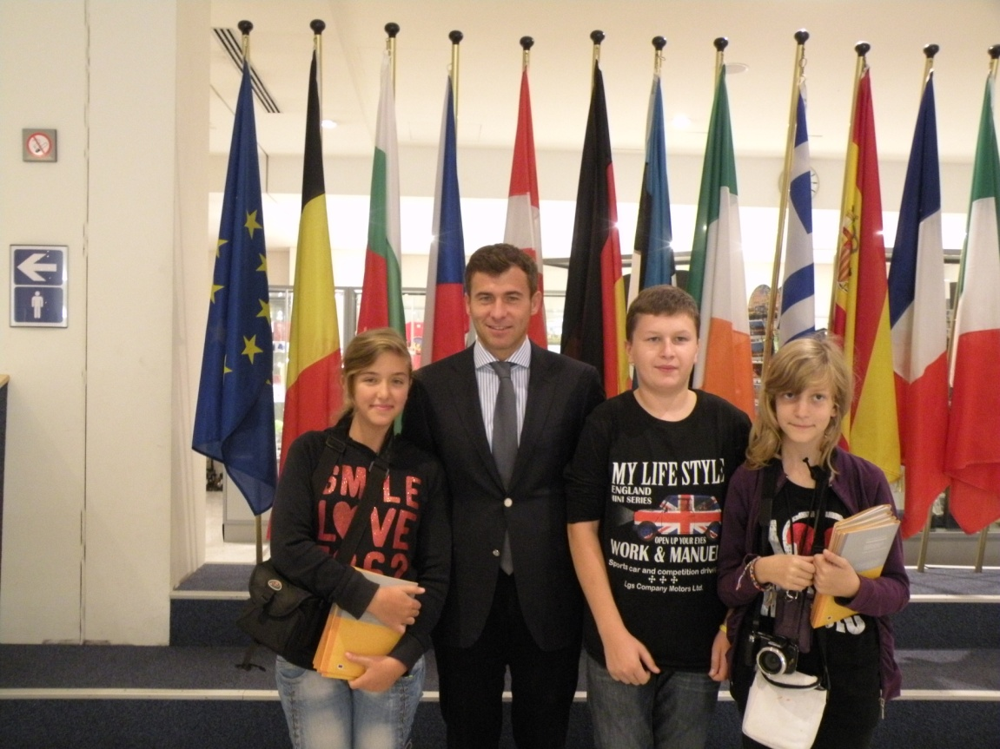 SMILE
LOVE
MY LIFE STYLE
ENGLAND
MINI SERIES
OPEN UP YOUR EYES
WORK & MANUEL
Sports car and competition
Lgs Company Motors Ltd.